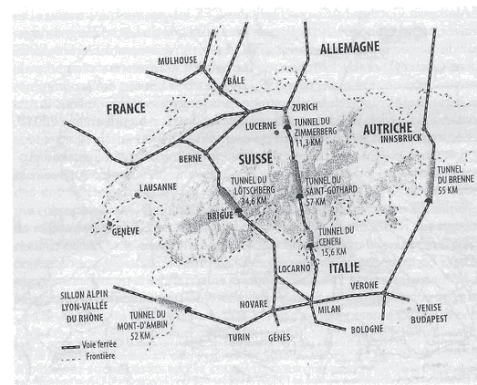 ALLEMAGNE
MULHOUSE
BÂLE
FRANCE
ZURICH
LUCERNE
TUNNEL DU
ZIMMERBERG
11,3 KM
AUTRICHE
INNSBRUCK
BERNE
SUISSE
TUNNEL DU
LÖTSCHBERG
34,6 KM
TUNNEL DU
SAINT-GOTHARD
57 KM
TUNNEL
DU BRENNE
55 KM
LAUSANNE
BRIGUE
GENÈVE
TUNNEL DU
CENERI
15,6 KM
LOCARNO
ITALIE
SILLON ALPIN
LYON-VALLÉE
DU RHÔNE
TUNNEL DU
MONT-D'AMBIN
52 KM
NOVARE
MILAN
VÉRONE
VENISE
BUDAPEST
TURIN
GÊNES
BOLOGNE
Voie ferrée
Frontière